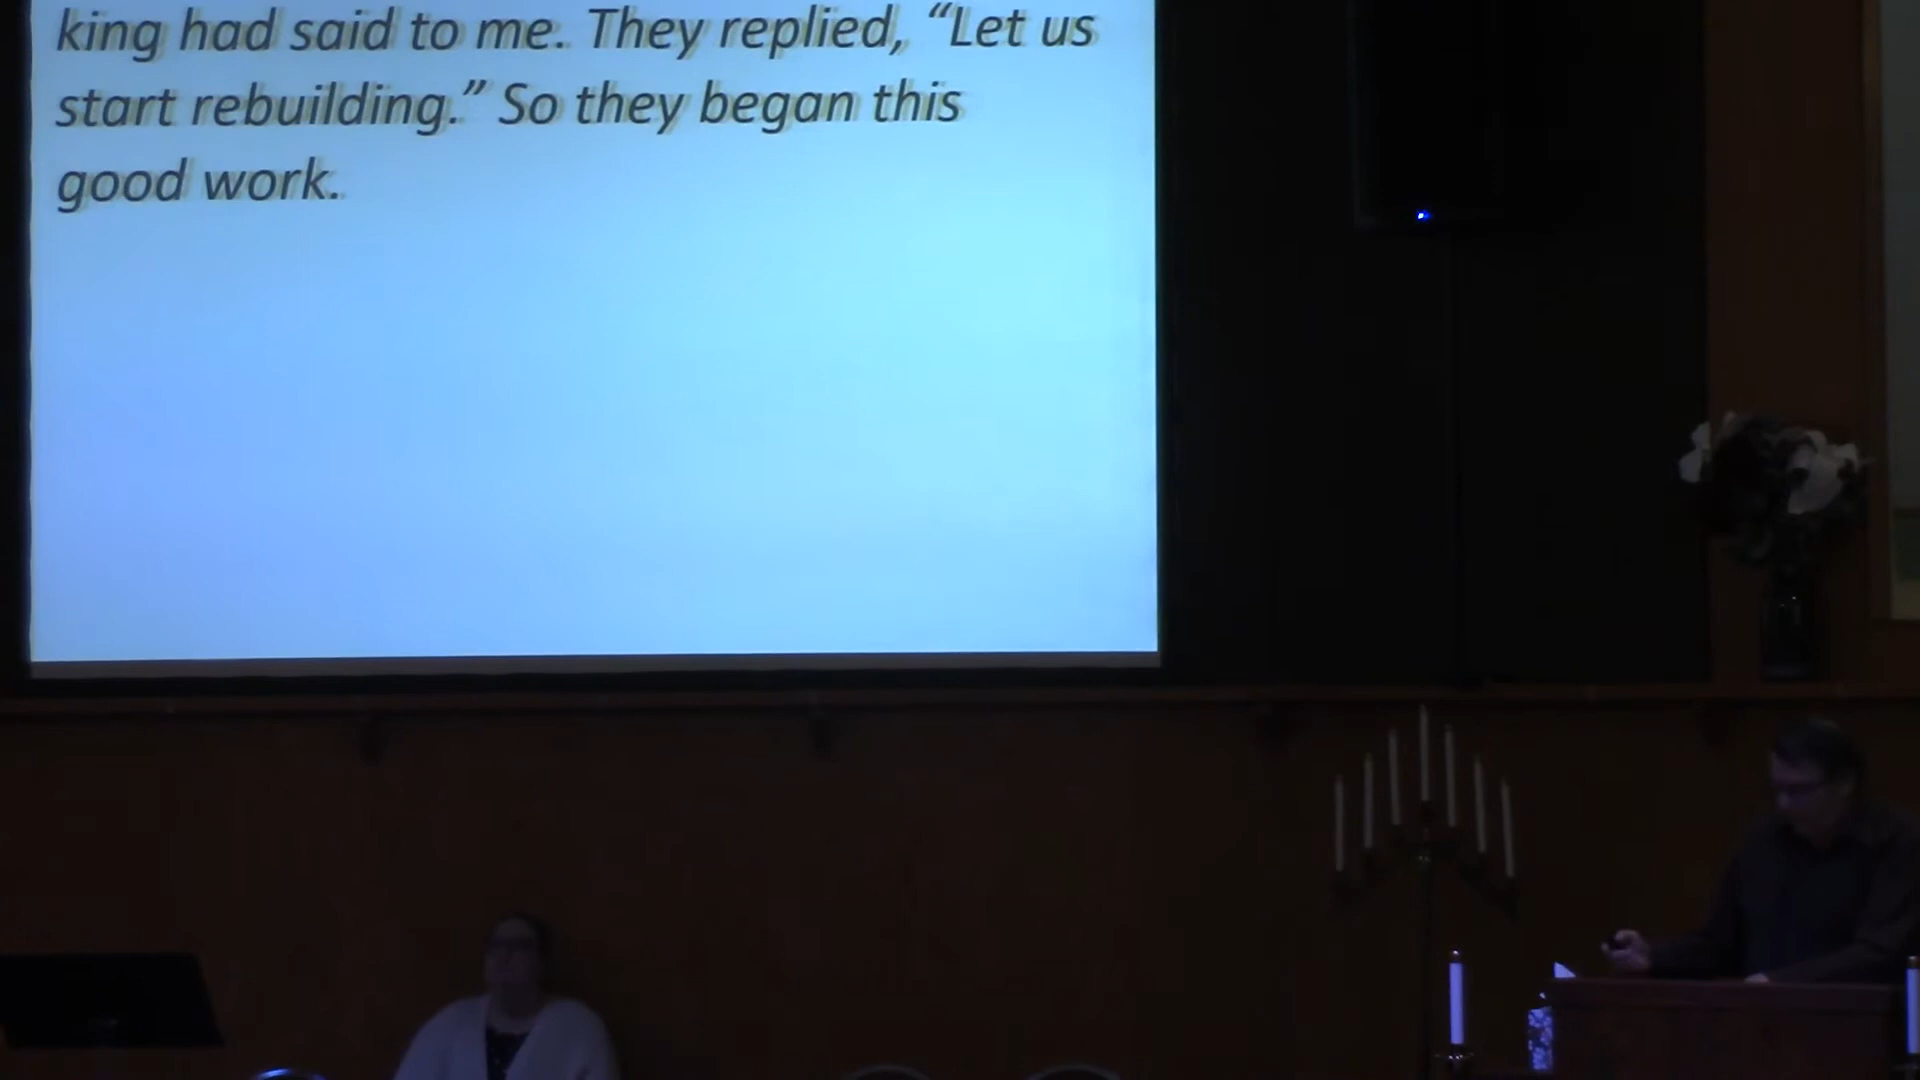 king had said to me. They replied, “Let us
start rebuilding.” So they began this
good work.